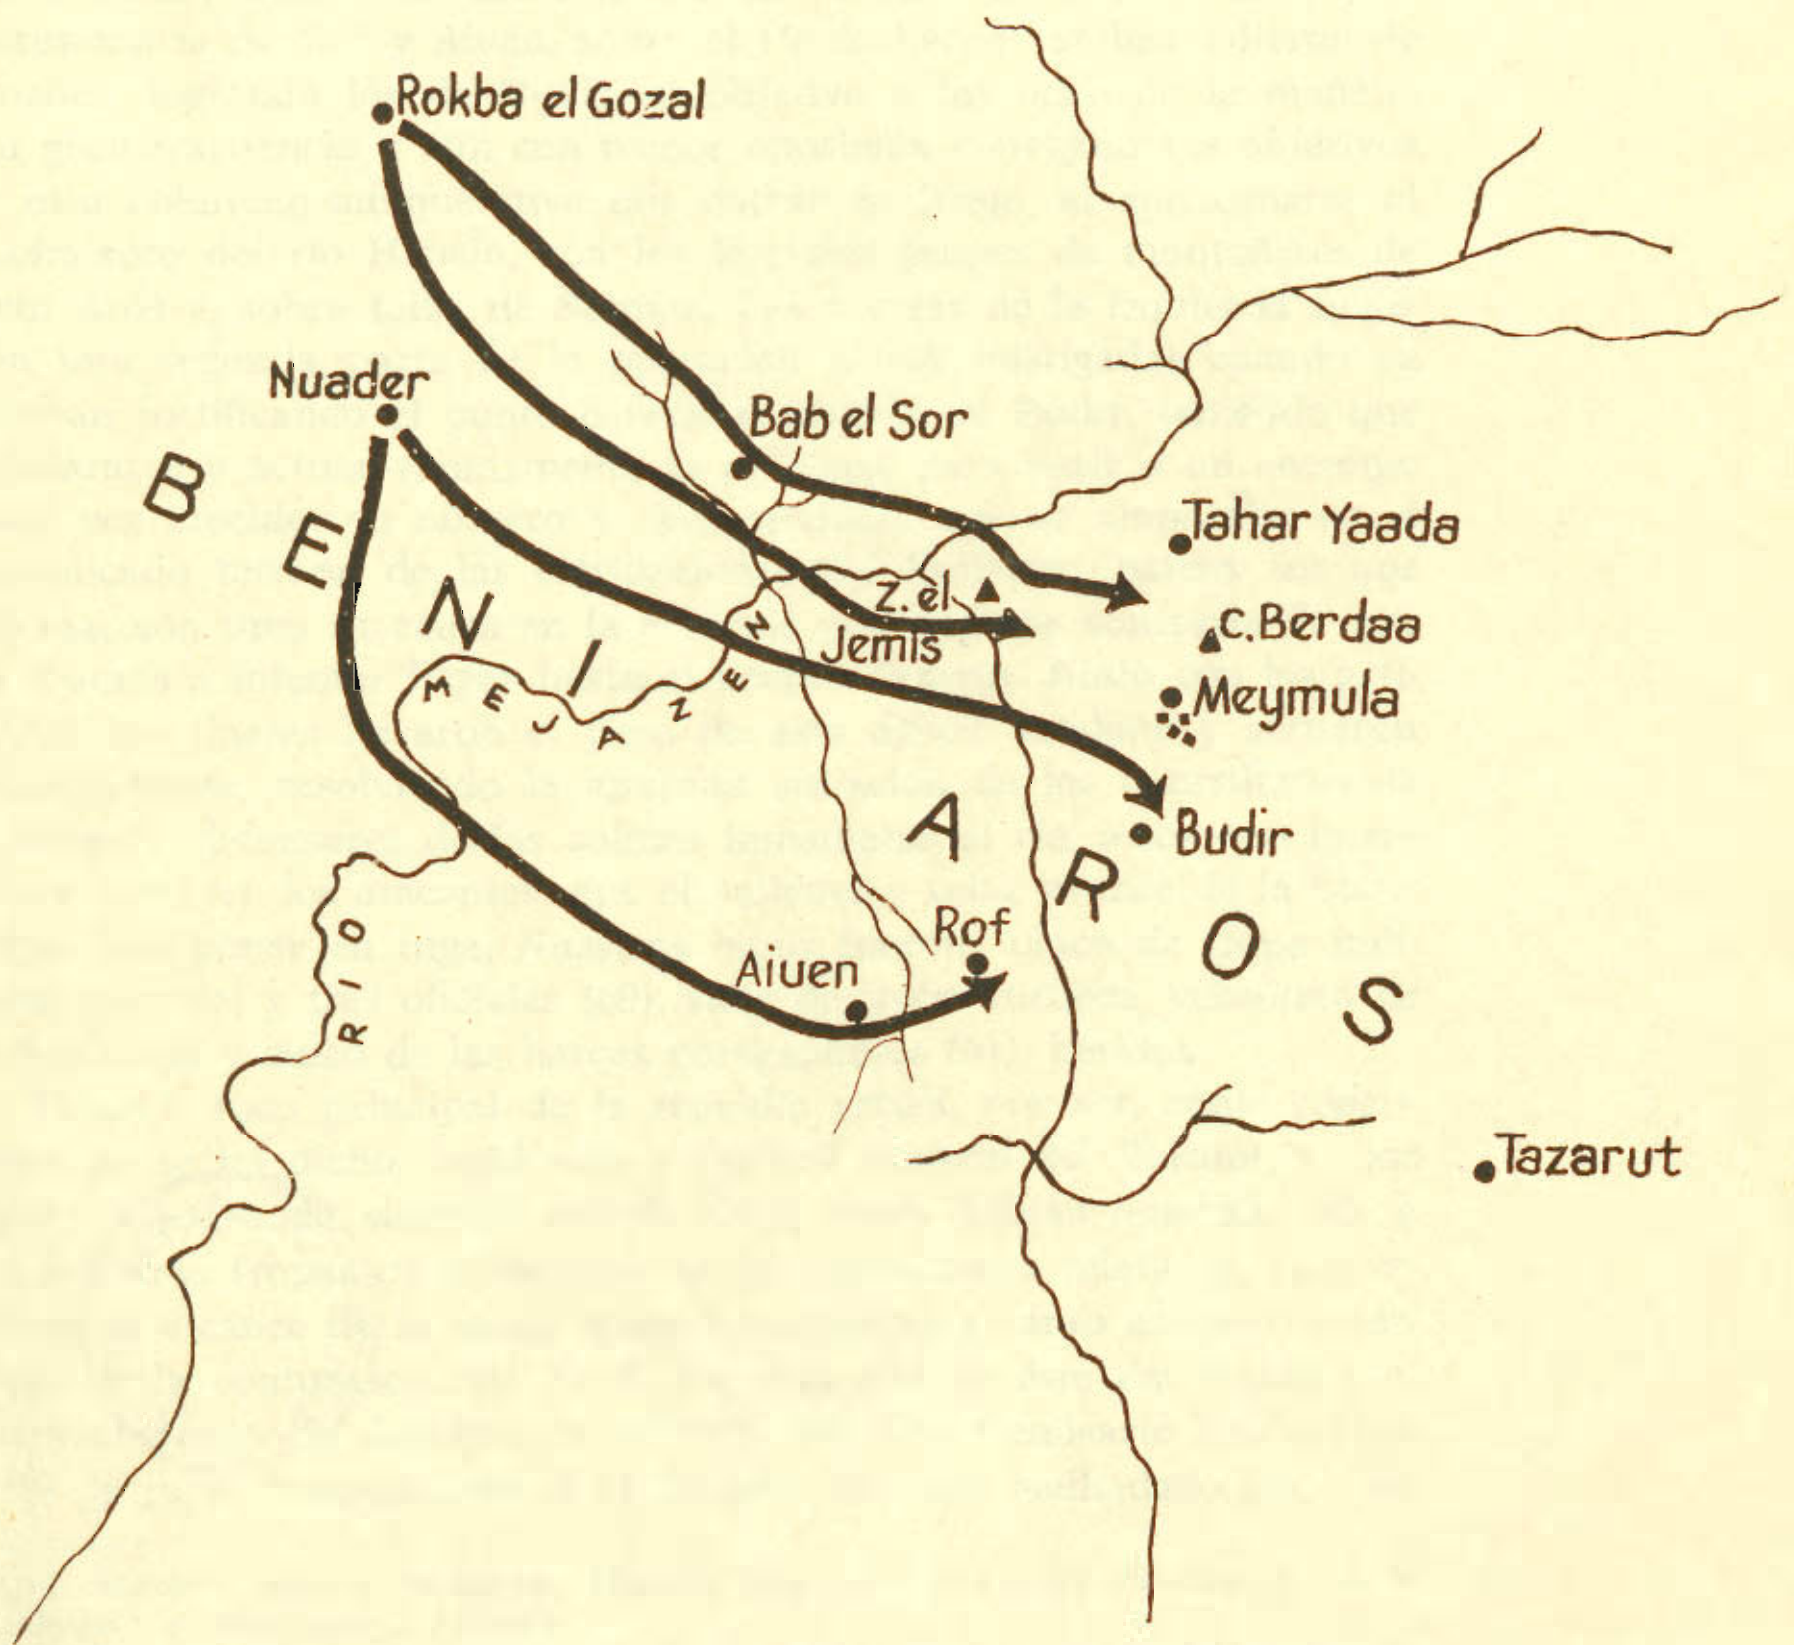 Rokba el Gozal
Nuader
Bab el Sor
Tahar Yaada
Z. el
Jemis
C. Berdaa
Meymula
BENI AROS
RIO MEJAZZEN
Budir
Rof
Aiuen
Tazarut